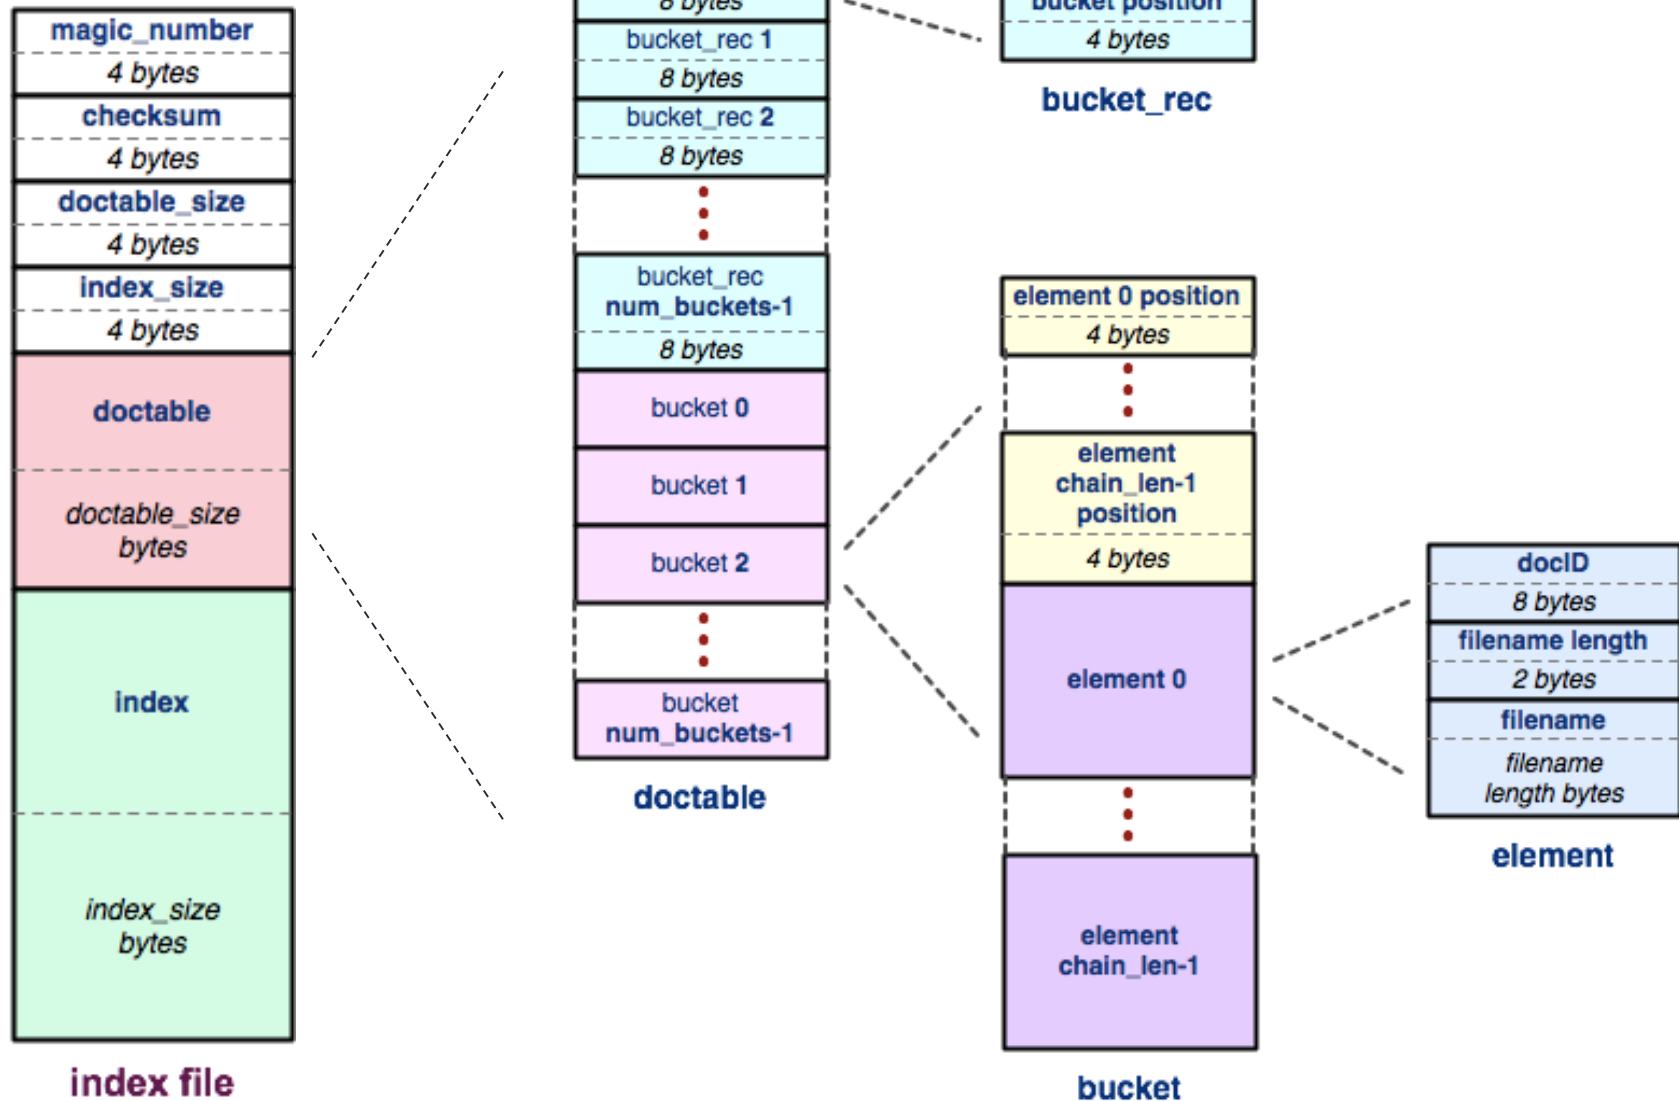 magic_number
4 bytes
checksum
4 bytes
doctable_size
4 bytes
index_size
4 bytes
doctable
doctable_size
bytes
index
index_size
bytes
index file
8 bytes
bucket_rec 1
8 bytes
bucket_rec 2
8 bytes
bucket_rec
num_buckets-1
8 bytes
bucket 0
bucket 1
bucket 2
bucket
num_buckets-1
doctable
bucket position
4 bytes
bucket_rec
element 0 position
4 bytes
element
chain_len-1
position
4 bytes
element 0
element
chain_len-1
bucket
docID
8 bytes
filename length
2 bytes
filename
filename
length bytes
element